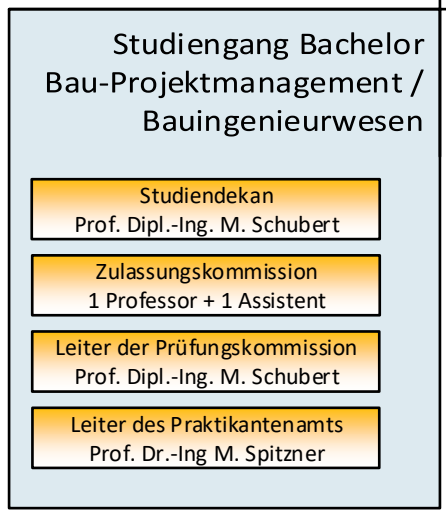 Studiengang Bachelor
Bau-Projektmanagement /
Bauingenieurwesen
Studiendekan
Prof. Dipl.-Ing. M. Schubert
Zulassungskommission
1 Professor + 1 Assistent
Leiter der Prüfungskommission
Prof. Dipl.-Ing. M. Schubert
Leiter des Praktikantenamts
Prof. Dr.-Ing M. Spitzner